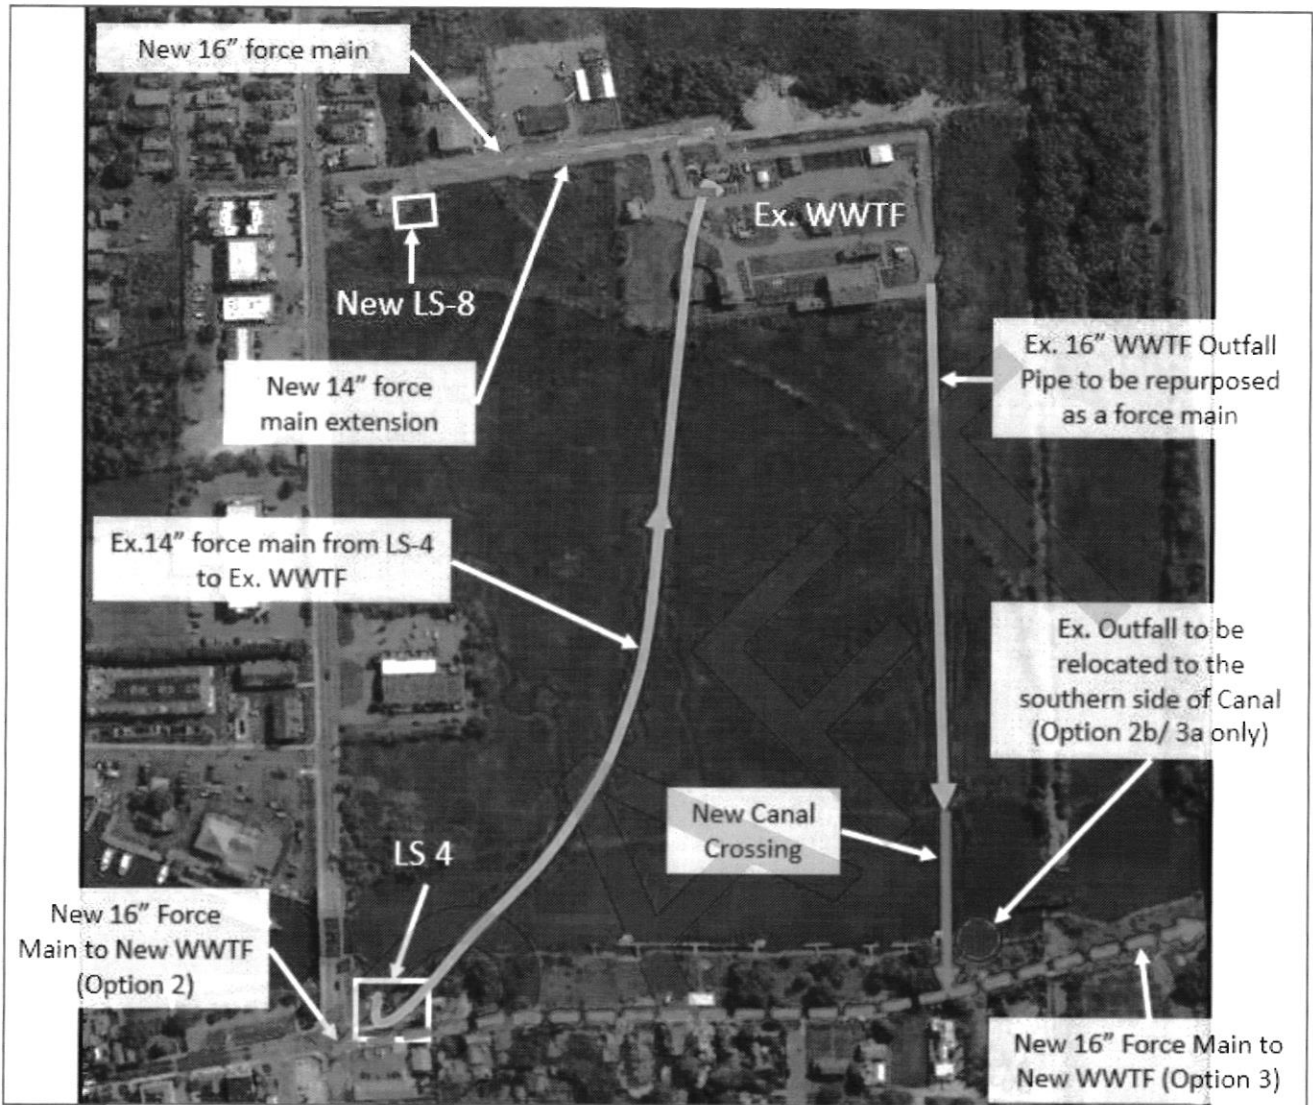 New 16” force main
Ex. WWTF
New LS-8
New 14” force
main extension
Ex. 16” WWTF Outfall
Pipe to be repurposed
as a force main
Ex.14” force main from LS-4
to Ex. WWTF
Ex. Outfall to be
relocated to the
southern side of Canal
(Option 2b/ 3a only)
New Canal
Crossing
LS 4
New 16” Force
Main to New WWTF
(Option 2)
New 16” Force Main to
New WWTF (Option 3)